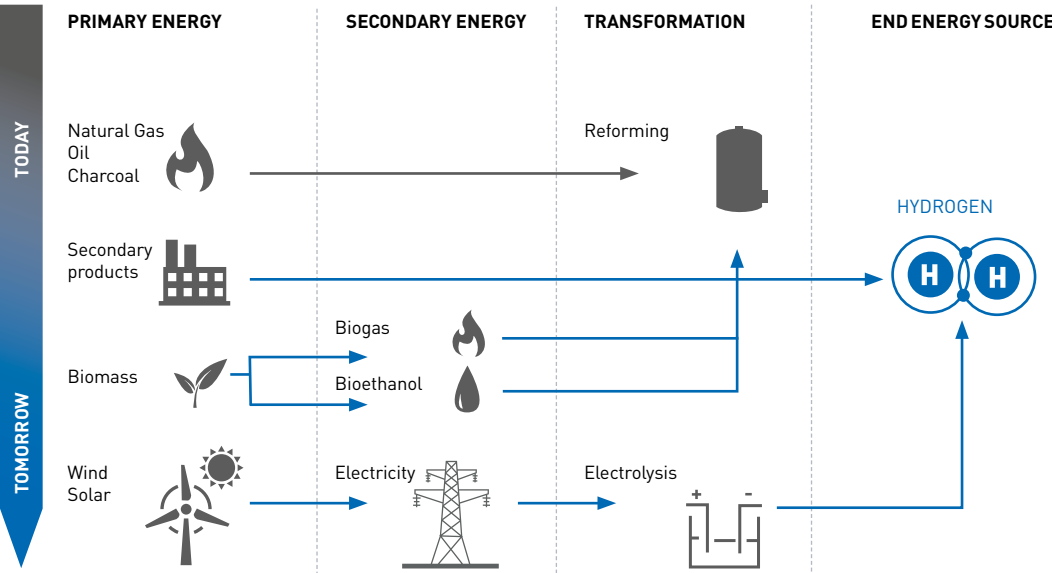 PRIMARY ENERGY
SECONDARY ENERGY
TRANSFORMATION
END ENERGY SOURCE
TODAY
TOMORROW
Natural Gas
Oil
Charcoal
Reforming
HYDROGEN
H H
Secondary
products
Biogas
Biomass
Bioethanol
Wind
Solar
Electricity
Electrolysis
+ -